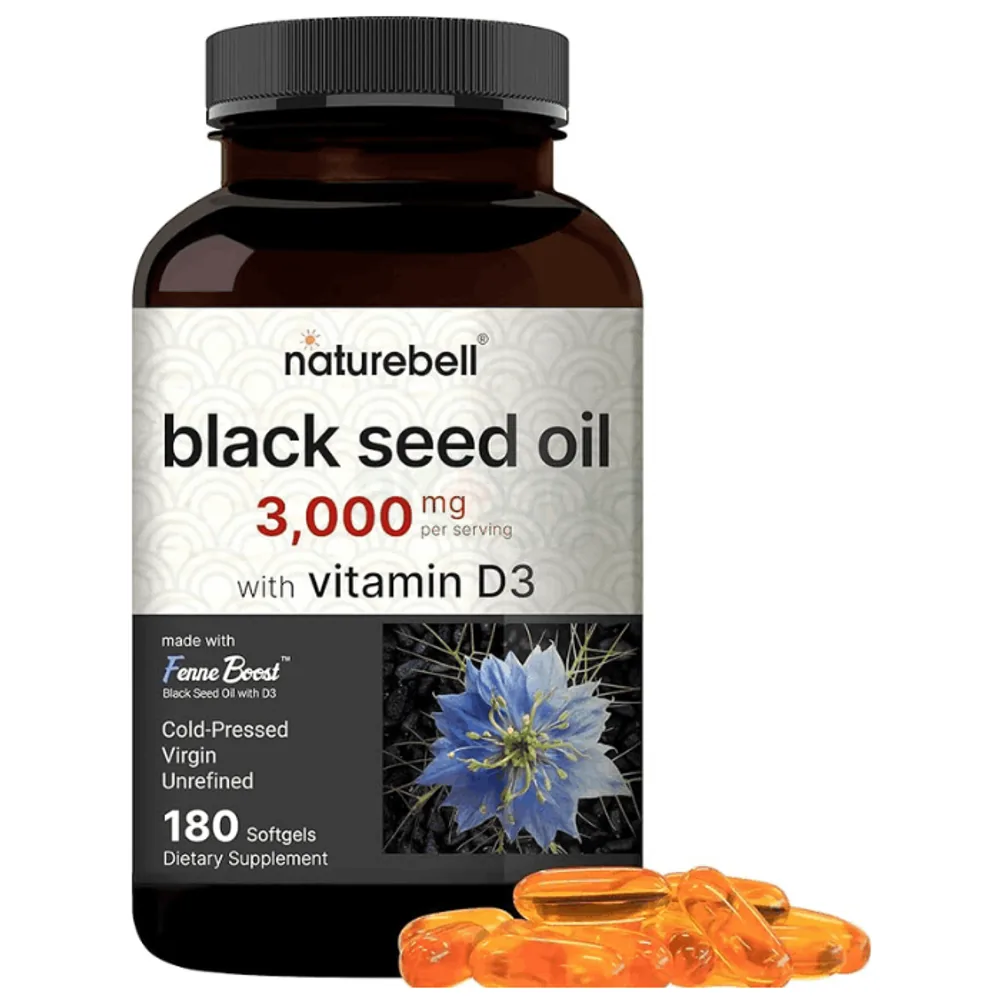 naturebell®
black seed oil
3,000 mg
per serving
with vitamin D3
made with
Fenne Boost™
Black Seed Oil with D3
Cold-Pressed
Virgin
Unrefined
180 Softgels
Dietary Supplement